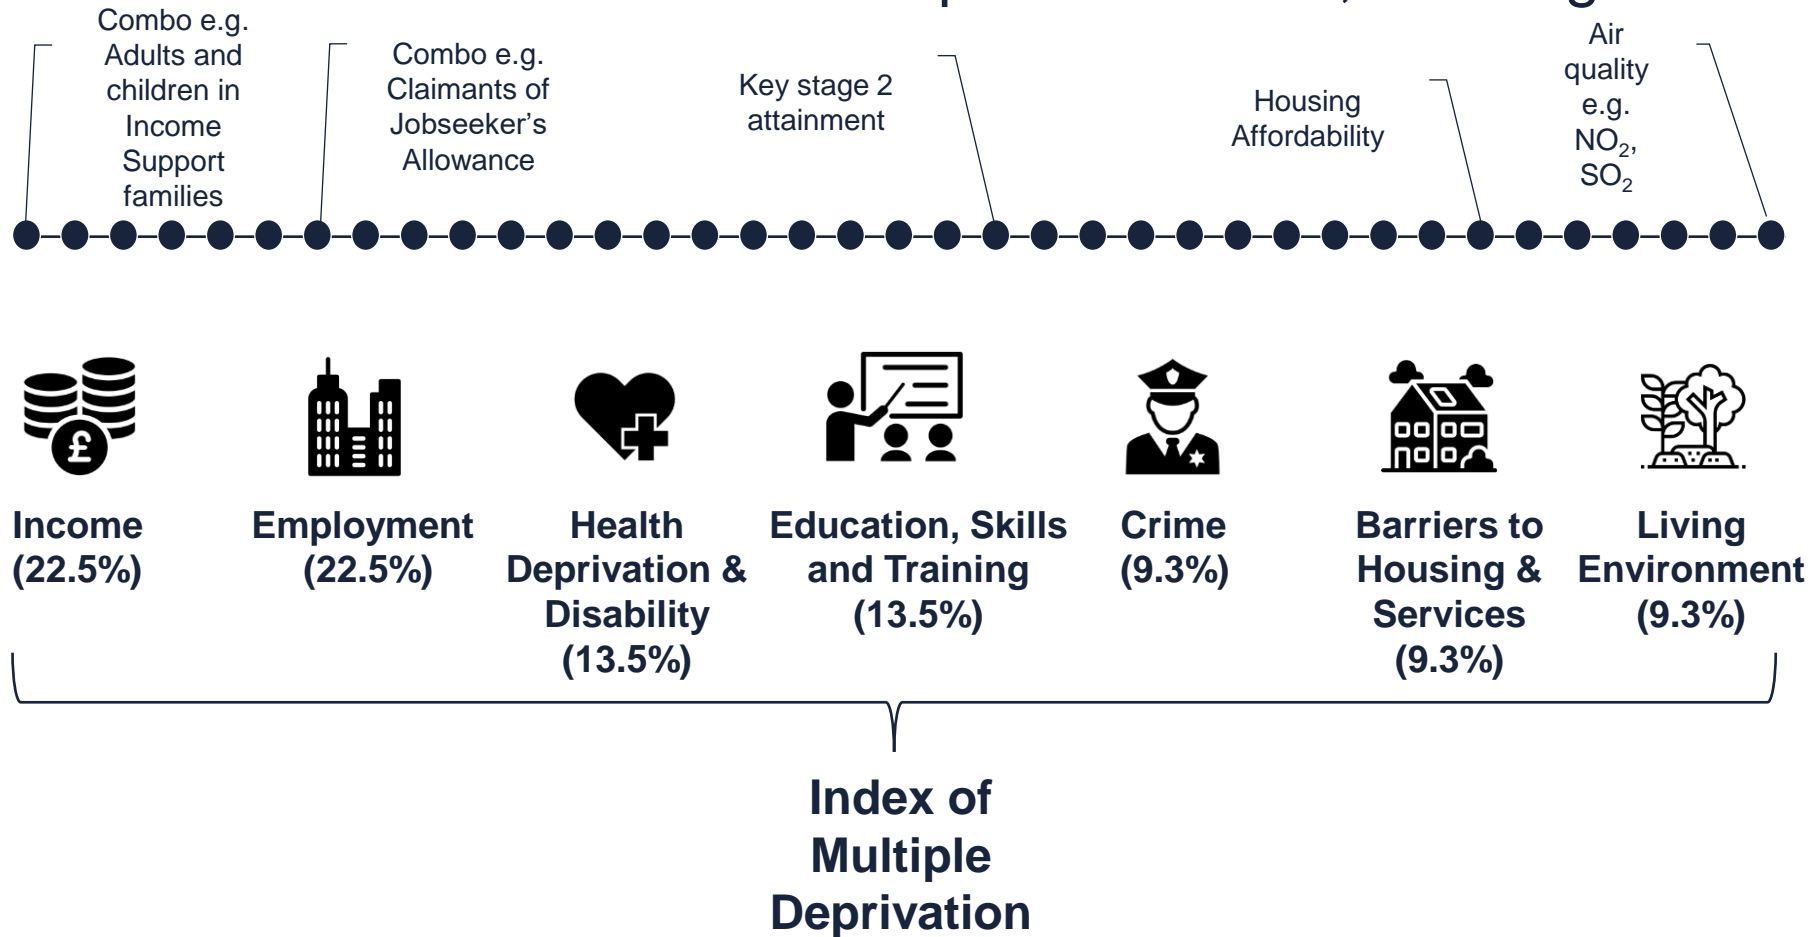 Combo e.g.
Adults and
children in
Income
Support
families
Combo e.g.
Claimants of
Jobseeker’s
Allowance
Key stage 2
attainment
Housing
Affordability
Air
quality
e.g.
NO₂,
SO₂
£
Income
(22.5%)
Employment
(22.5%)
Health
Deprivation &
Disability
(13.5%)
Education, Skills
and Training
(13.5%)
Crime
(9.3%)
Barriers to
Housing &
Services
(9.3%)
Living
Environment
(9.3%)
Index of
Multiple
Deprivation